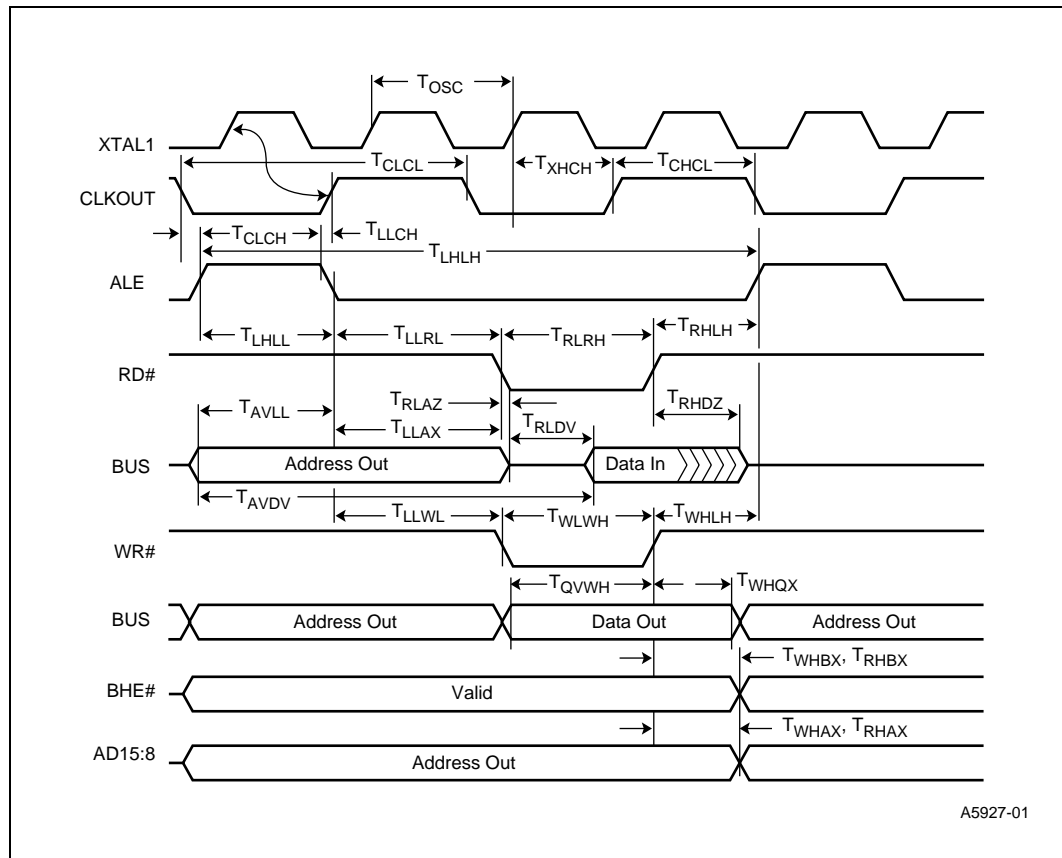 TOSC
XTAL1
TCLCL
TXHCH
TCHCL
CLKOUT
TCLCH
TLLCH
TLHLH
ALE
TLHLL
TLLRL
TRLRH
TRHLH
RD#
TAVLL
TRLAZ
TRHDZ
TLLAX
TRLDV
BUS
Address Out
Data In
TAVDV
TLLWL
TWLWH
TWHLH
WR#
TQVWH
TWHQX
BUS
Address Out
Data Out
Address Out
TWHBX, TRHBX
BHE#
Valid
TWHAX, TRHAX
AD15:8
Address Out
A5927-01